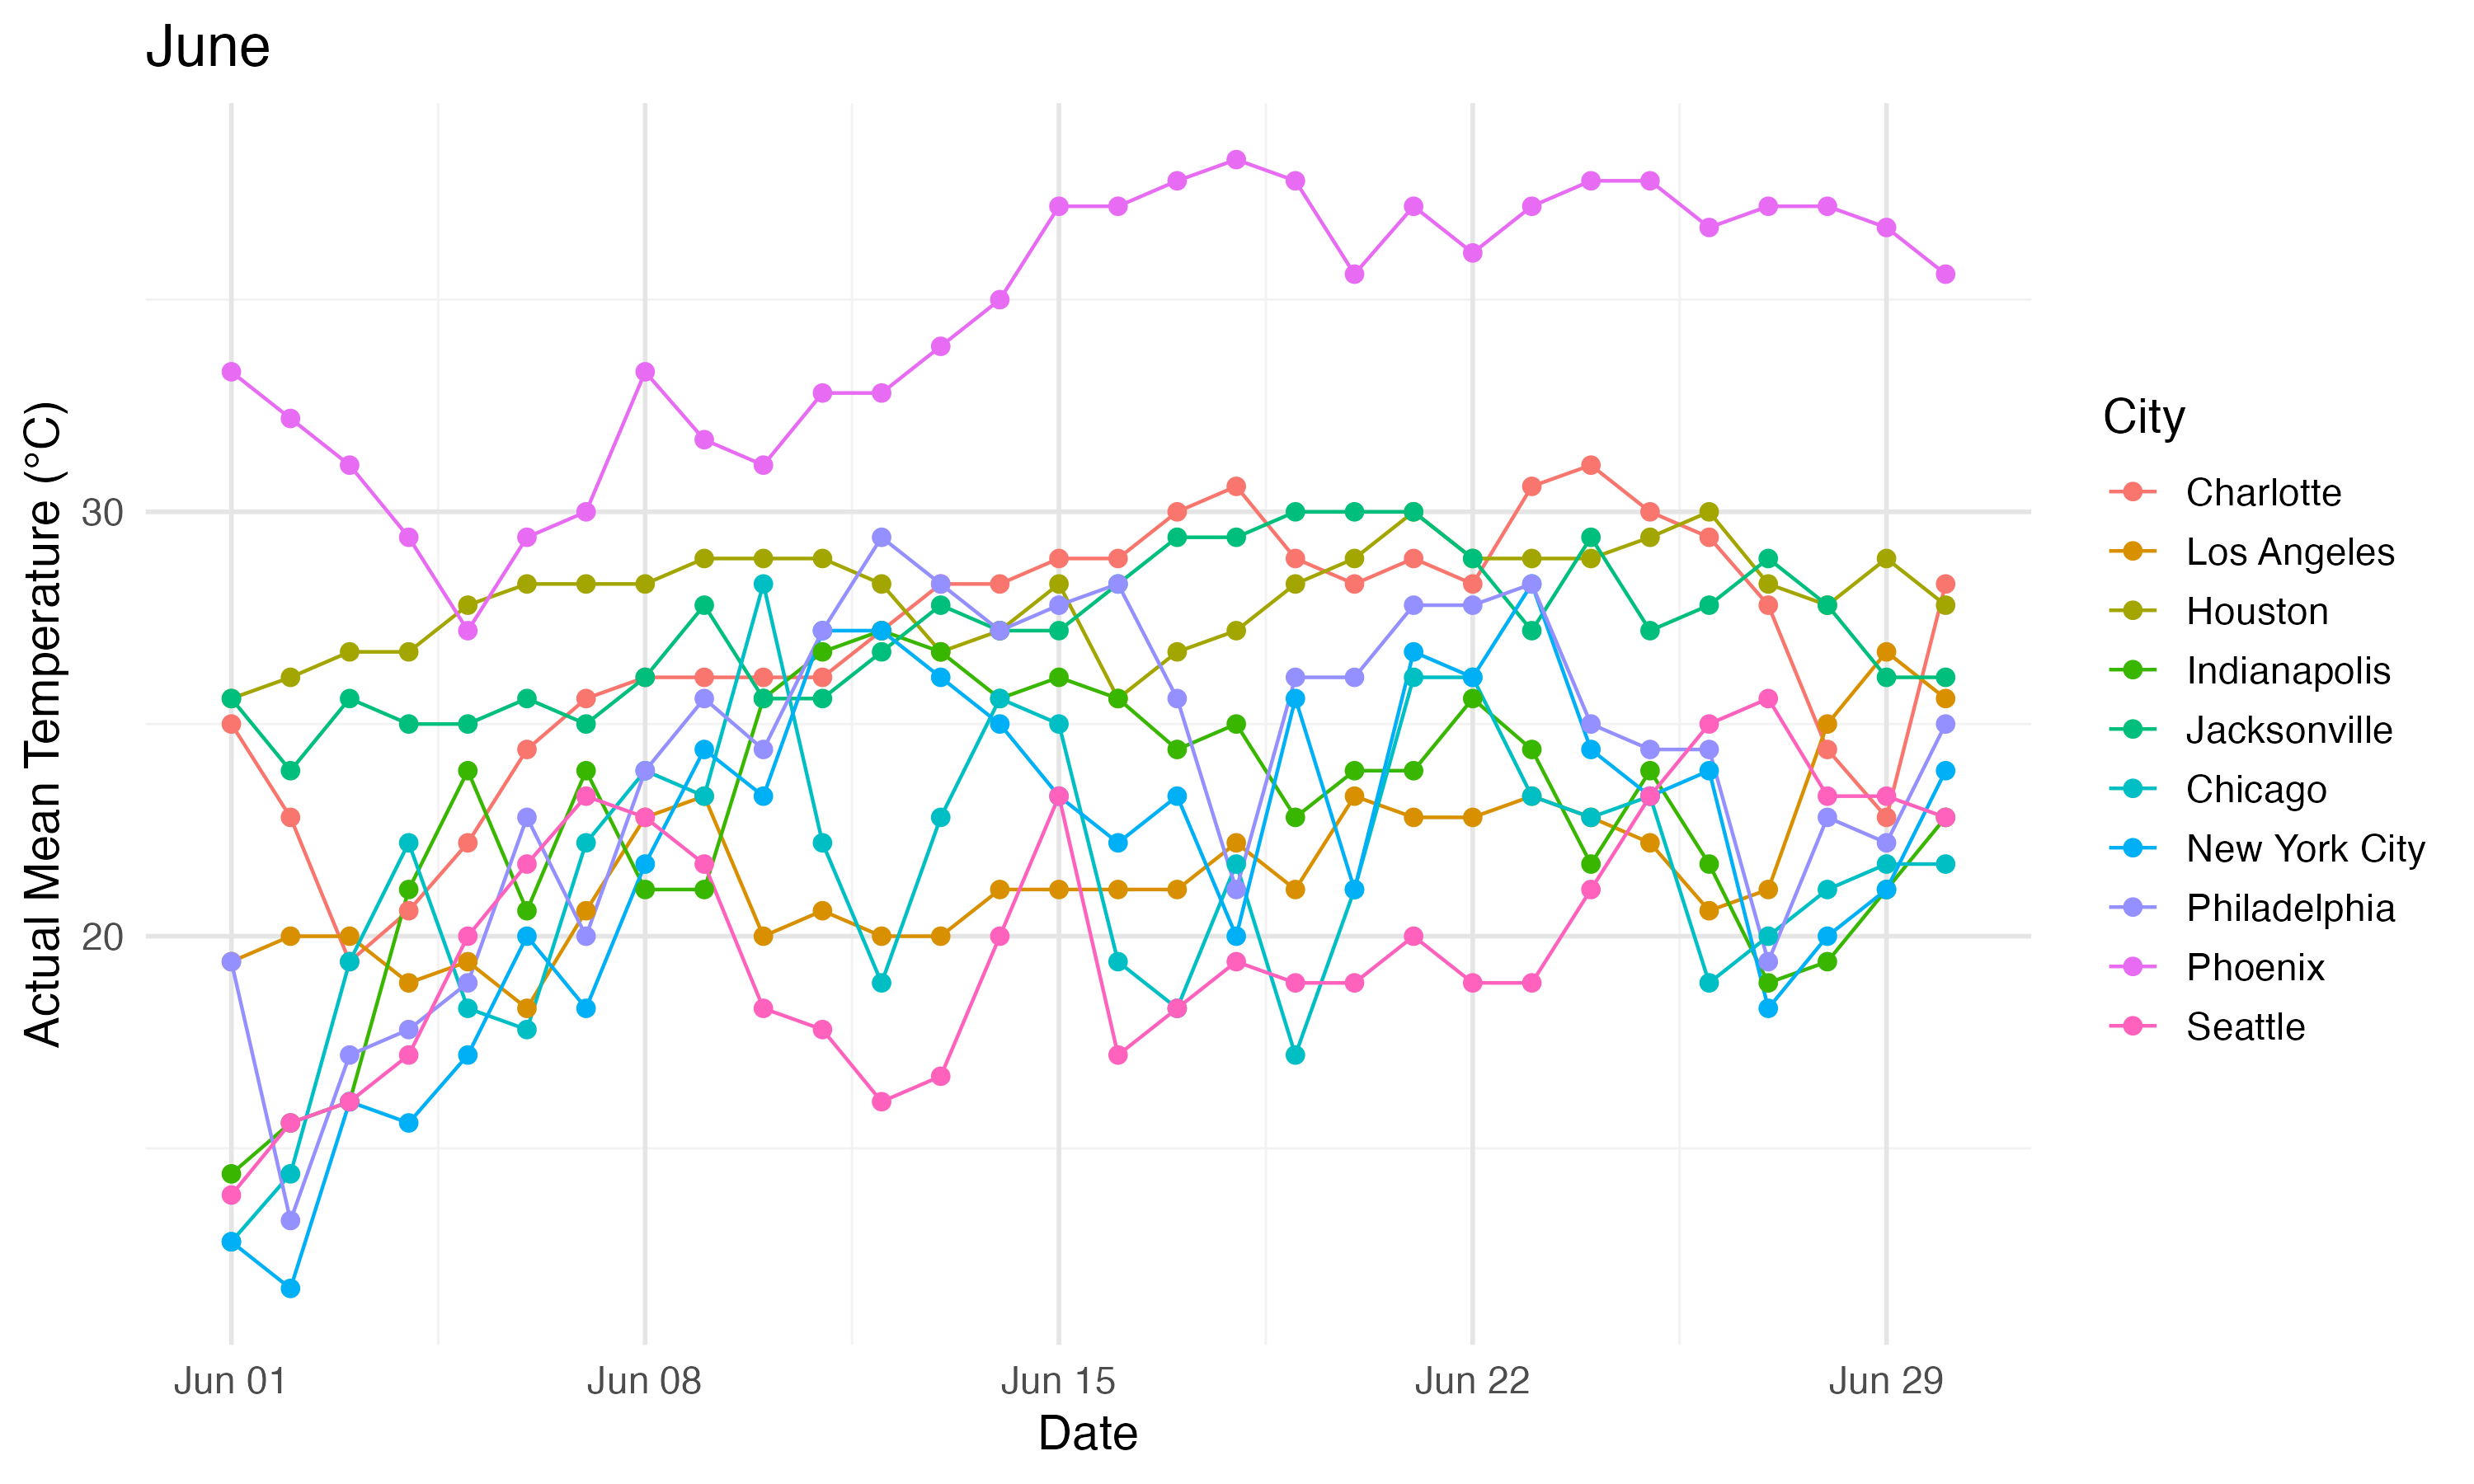 June
Actual Mean Temperature (°C)
30
20
Jun 01
Jun 08
Jun 15
Jun 22
Jun 29
Date
City
Charlotte
Los Angeles
Houston
Indianapolis
Jacksonville
Chicago
New York City
Philadelphia
Phoenix
Seattle